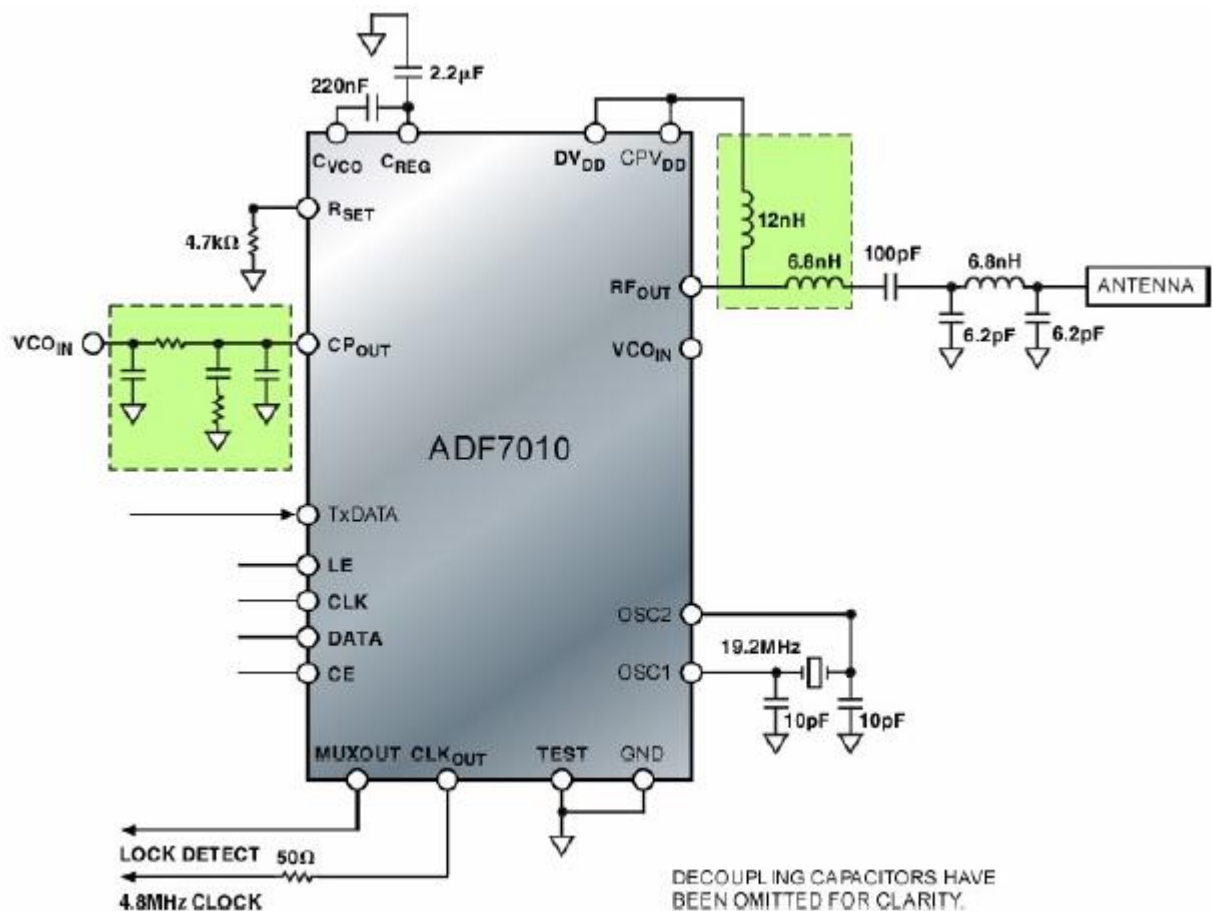 2.2µF
220nF
CVCO
CREG
DVDD
CPVDD
RSET
4.7kΩ
12nH
6.8nH
100pF
6.8nH
RFOUT
ANTENNA
6.2pF
6.2pF
VCOIN
CPOUT
VCOIN
ADF7010
TxDATA
LE
CLK
DATA
CE
OSC2
19.2MHz
OSC1
10pF
10pF
MUXOUT
CLKOUT
TEST
GND
LOCK DETECT
50Ω
4.8MHz CLOCK
DECOUPLING CAPACITORS HAVE
BEEN OMITTED FOR CLARITY.